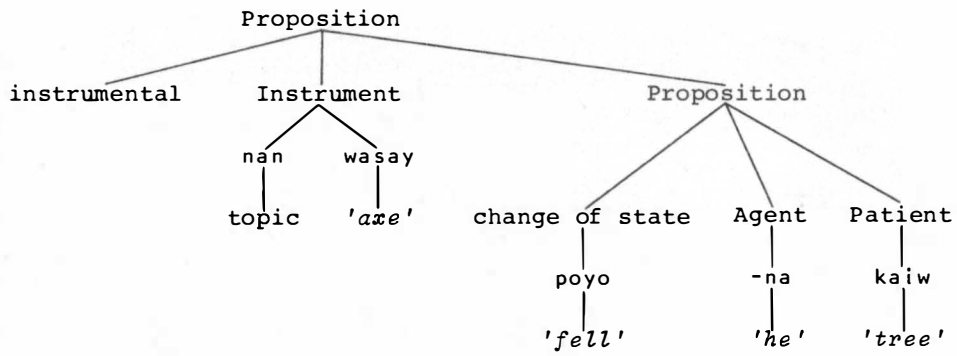 Proposition
instrumental Instrument Proposition
nan wasay
topic 'axe' change of state Agent Patient
poyo -na kaiw
'fell' 'he' 'tree'